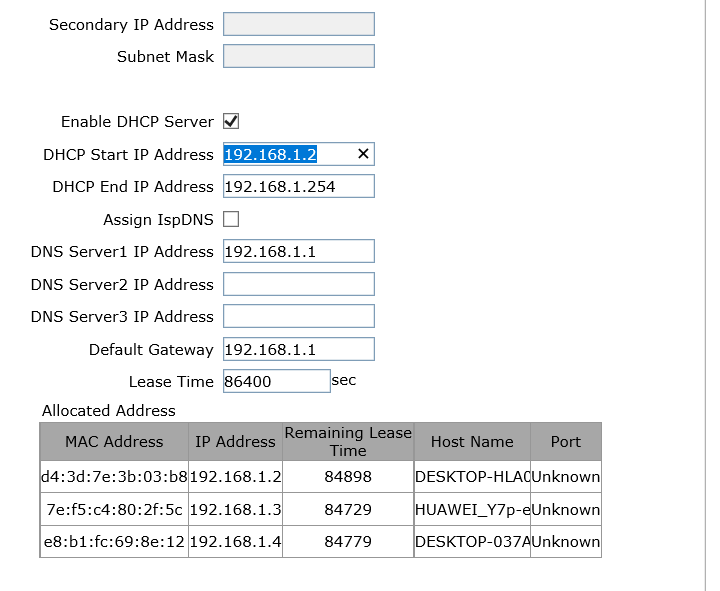 Secondary IP Address
Subnet Mask
Enable DHCP Server
DHCP Start IP Address 192.168.1.2
DHCP End IP Address 192.168.1.254
Assign IspDNS
DNS Server1 IP Address 192.168.1.1
DNS Server2 IP Address
DNS Server3 IP Address
Default Gateway 192.168.1.1
Lease Time 86400 sec
Allocated Address
MAC Address IP Address Remaining Lease Time Host Name Port
d4:3d:7e:3b:03:b8 192.168.1.2 84898 DESKTOP-HLA0 Unknown
7e:f5:c4:80:2f:5c 192.168.1.3 84729 HUAWEI_Y7p-e Unknown
e8:b1:fc:69:8e:12 192.168.1.4 84779 DESKTOP-037A Unknown